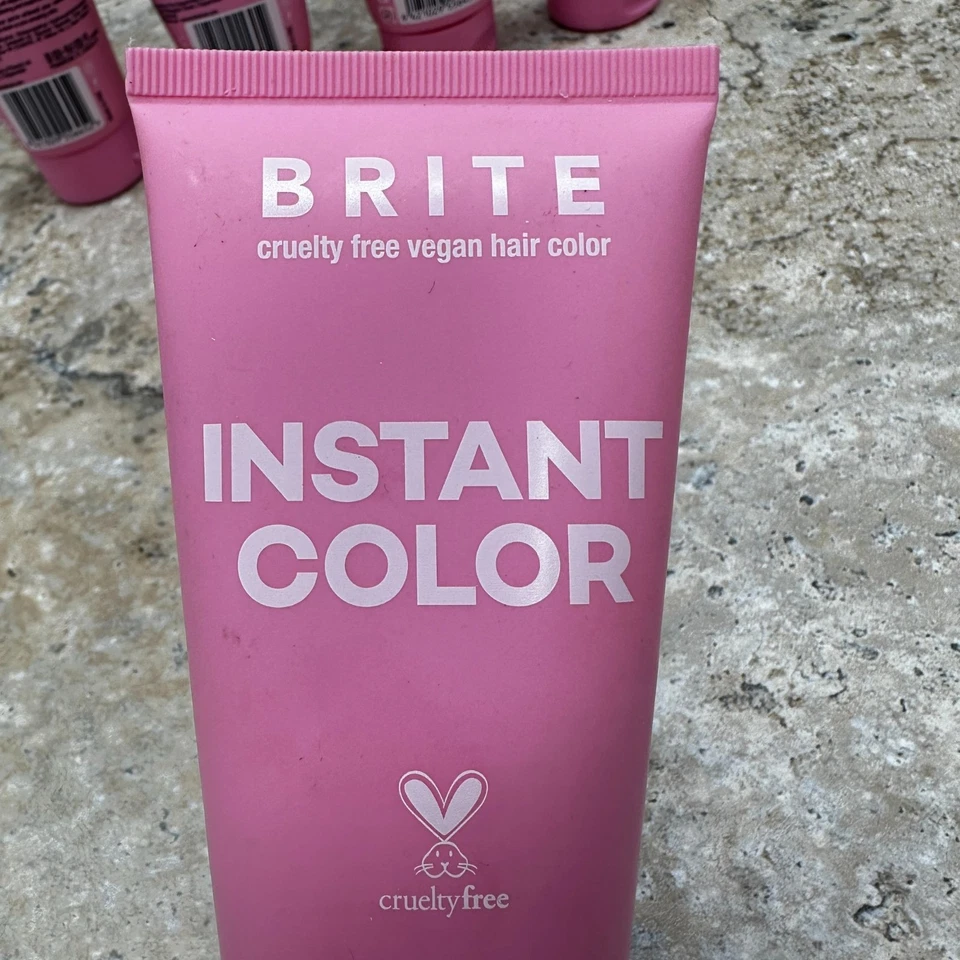 BRITE
cruelty free vegan hair color
INSTANT
COLOR
crueltyfree